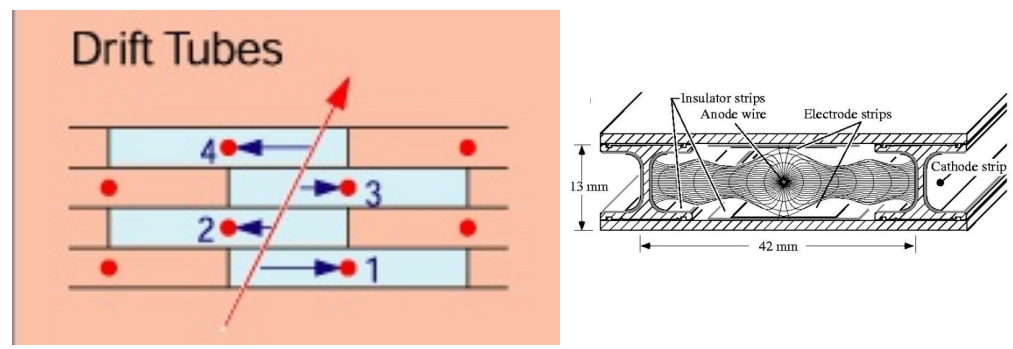 Drift Tubes
4
3
2
1
Insulator strips
Anode wire
Electrode strips
Cathode strip
13 mm
42 mm